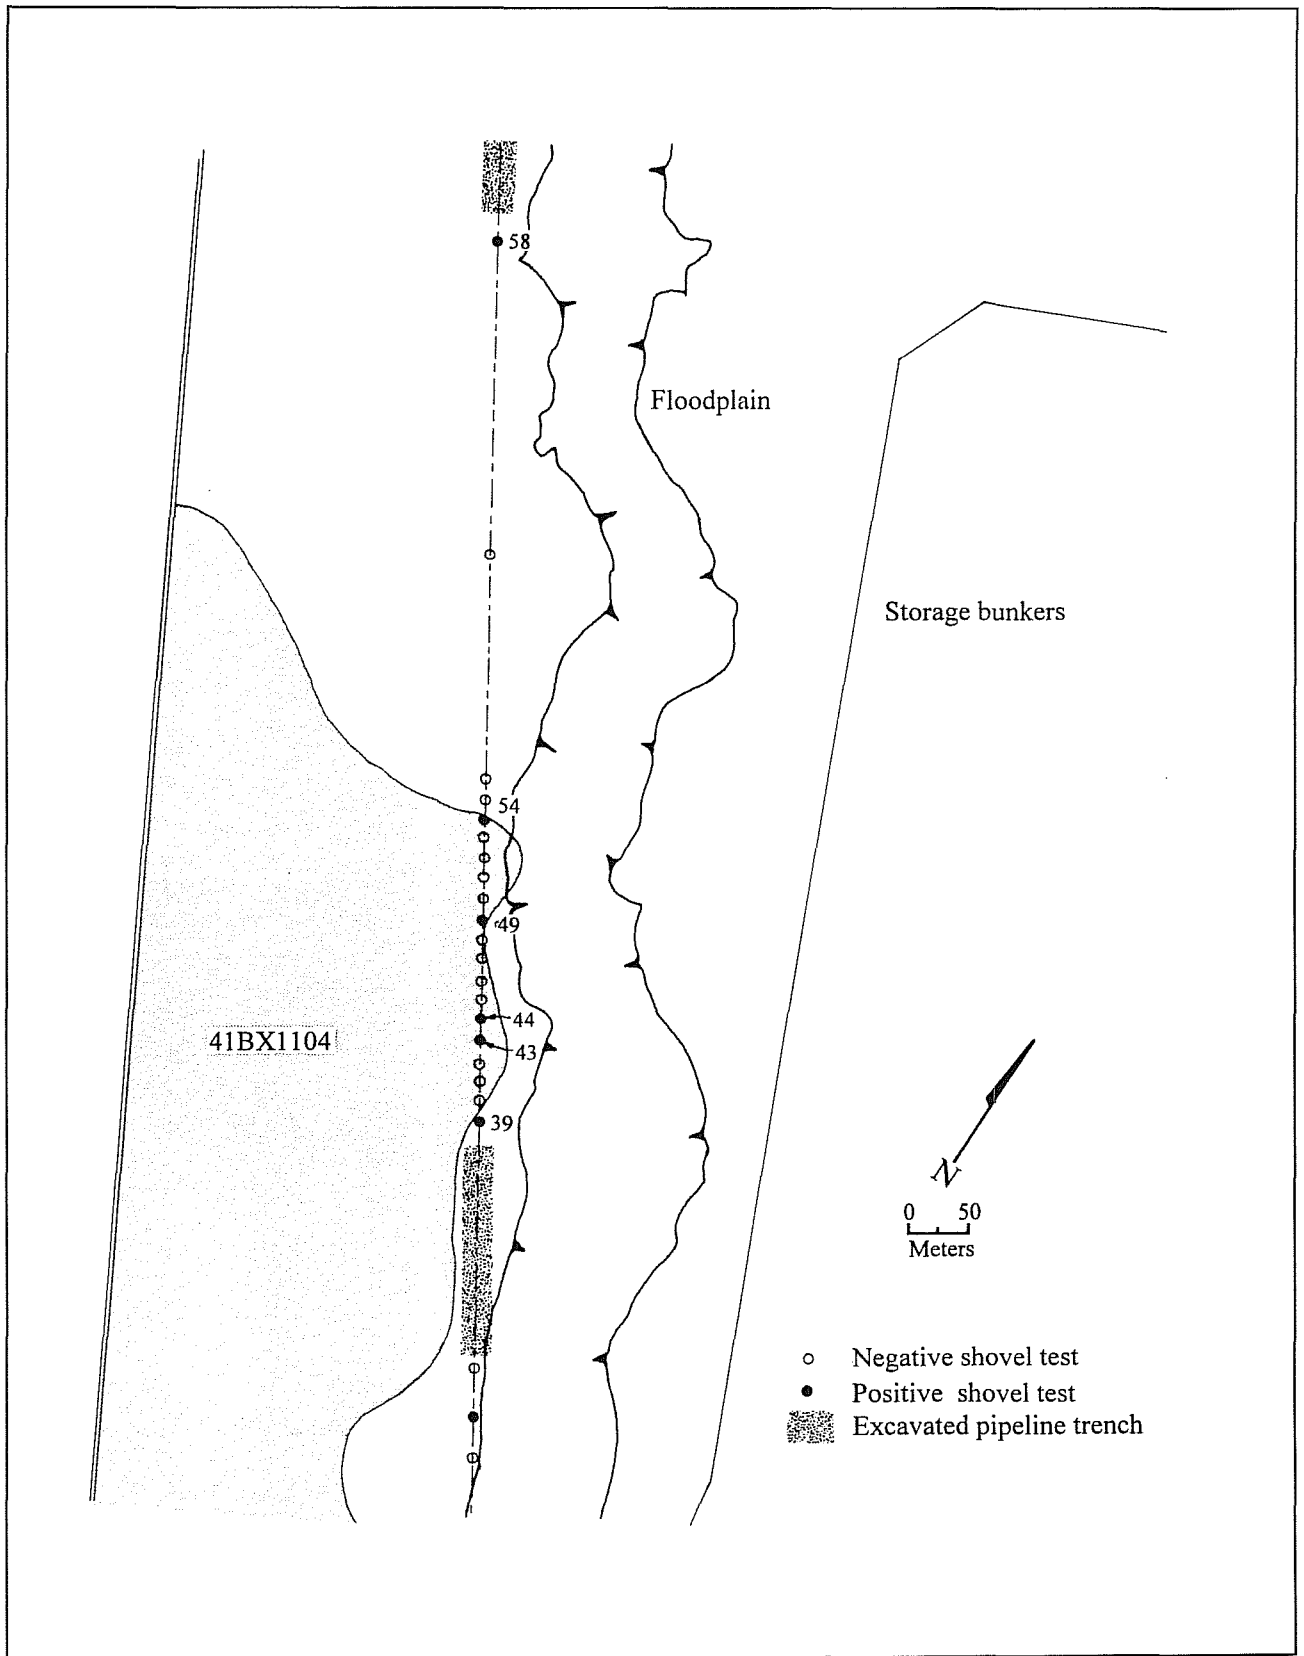 58
Floodplain
Storage bunkers
54
49
44
41BX1104
43
39
N
0 50
Meters
Negative shovel test
Positive shovel test
Excavated pipeline trench